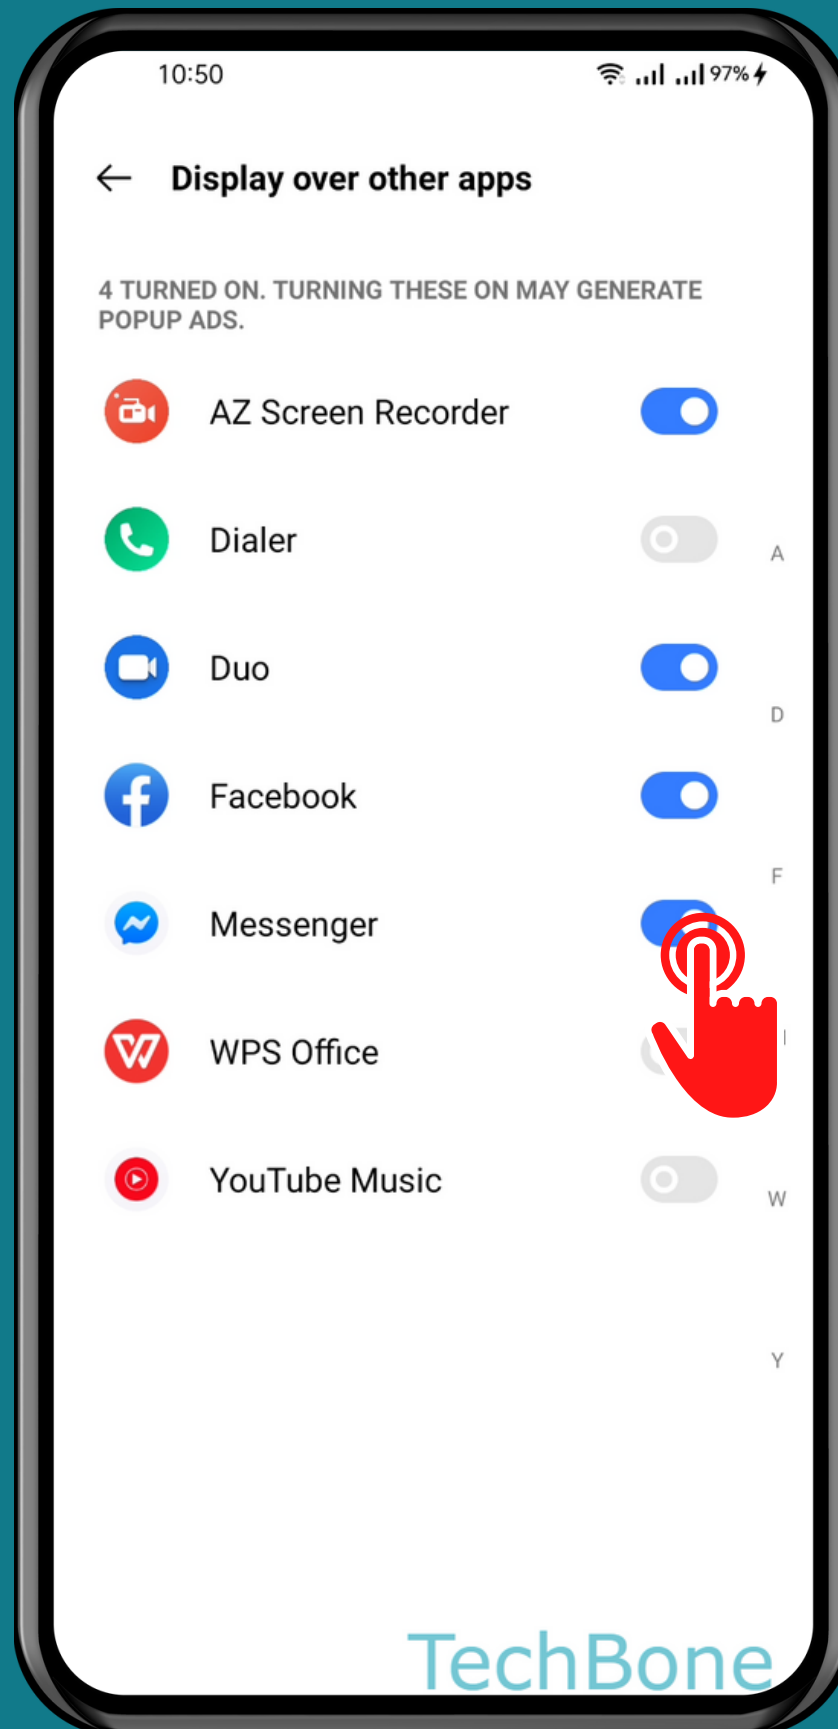 10:50
97%
Display over other apps
4 TURNED ON. TURNING THESE ON MAY GENERATE
POPUP ADS.
AZ Screen Recorder
Dialer
A
Duo
D
Facebook
F
Messenger
WPS Office
YouTube Music
W
Y
TechBone